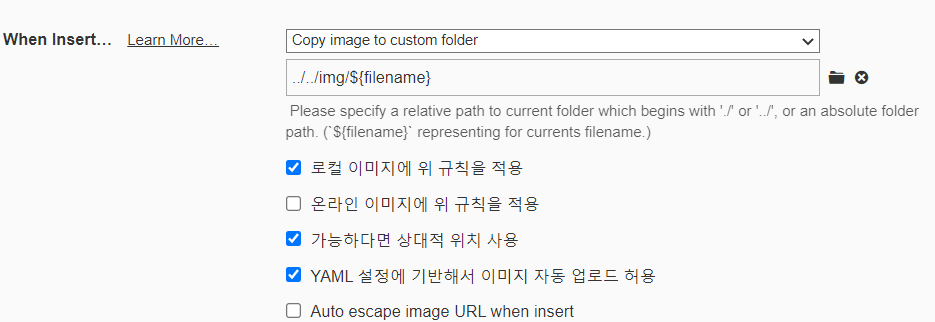 When Insert... Learn More... Copy image to custom folder
../../img/${filename}
Please specify a relative path to current folder which begins with './' or '../', or an absolute folder
path. (`${filename}` representing for currents filename.)
로컬 이미지에 위 규칙을 적용
온라인 이미지에 위 규칙을 적용
가능하다면 상대적 위치 사용
YAML 설정에 기반해서 이미지 자동 업로드 허용
Auto escape image URL when insert